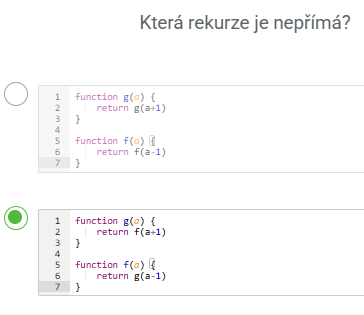 Která rekurze je nepřímá?
1 function g(a) {
2 return g(a+1)
3 }
4
5 function f(a) {
6 return f(a-1)
7 }
1 function g(a) {
2 return f(a+1)
3 }
4
5 function f(a) {
6 return g(a-1)
7 }